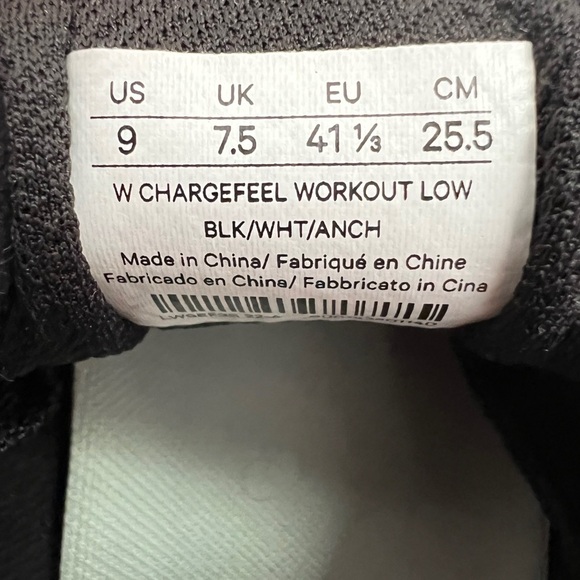 US UK EU CM
9 7.5 41 ⅓ 25.5
W CHARGEFEEL WORKOUT LOW
BLK/WHT/ANCH
Made in China/ Fabriqué en Chine
Fabricado en China/ Fabbricato in Cina